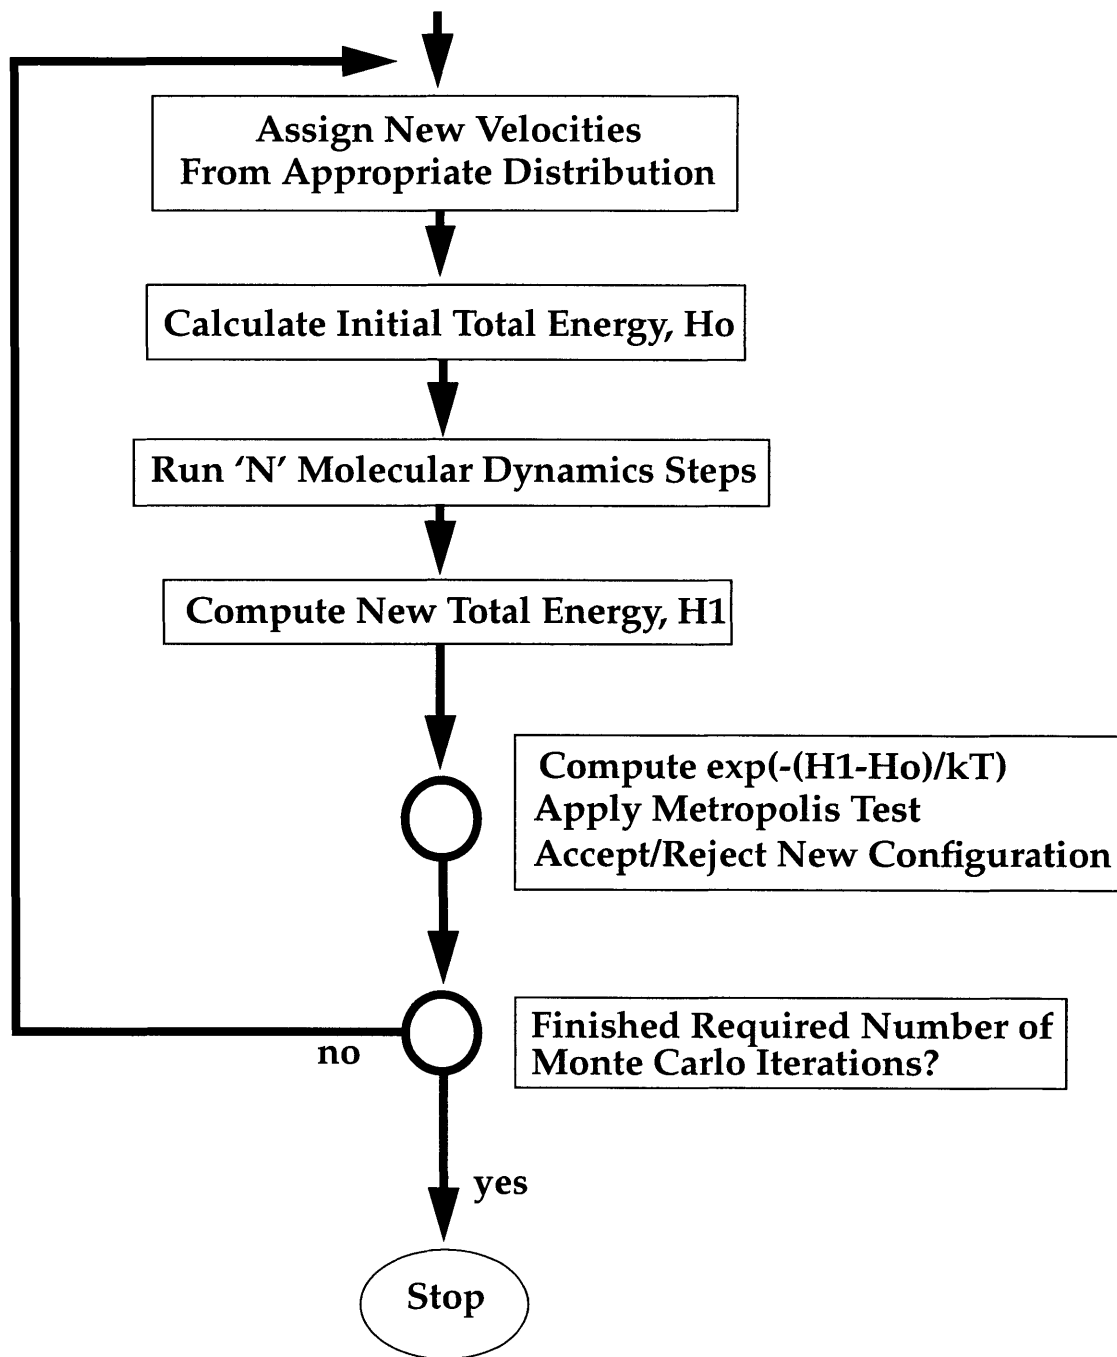 Assign New Velocities
From Appropriate Distribution
Calculate Initial Total Energy, Ho
Run ‘N’ Molecular Dynamics Steps
Compute New Total Energy, H1
Compute exp(-(H1-Ho)/kT)
Apply Metropolis Test
Accept/Reject New Configuration
Finished Required Number of
Monte Carlo Iterations?
no
yes
Stop